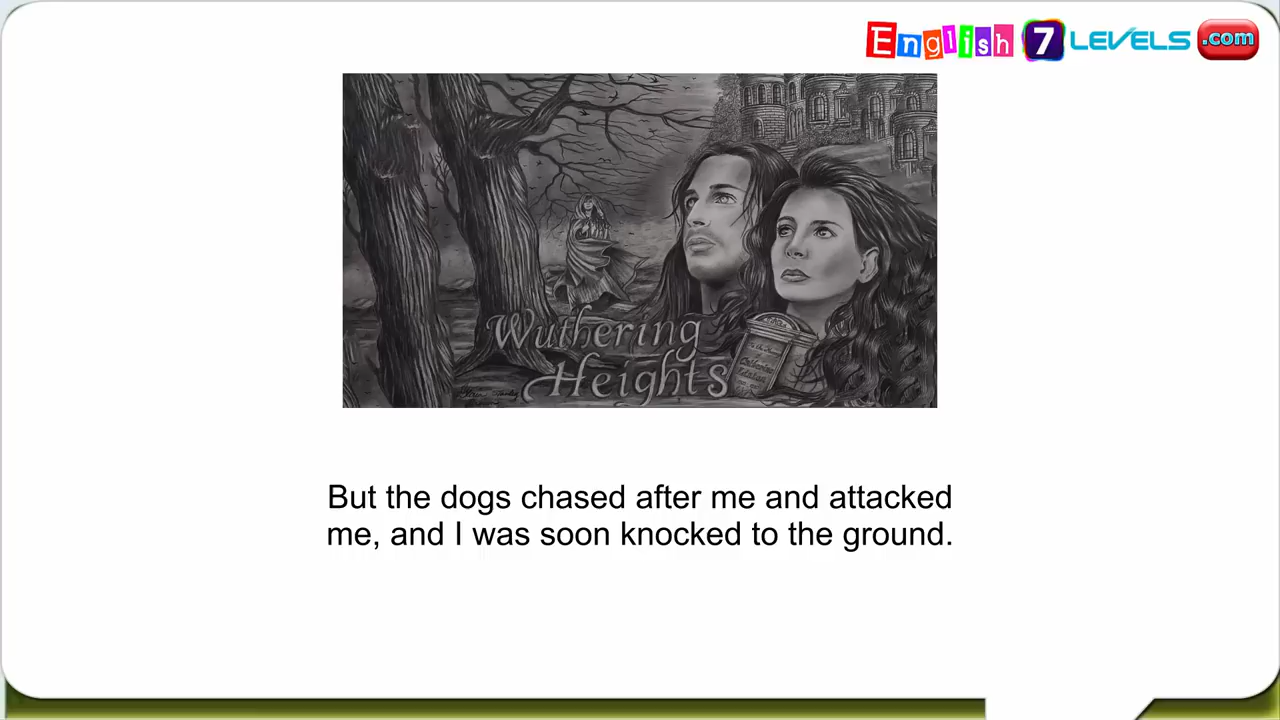 English 7 LEVELS .com
Wuthering
Heights
But the dogs chased after me and attacked
me, and I was soon knocked to the ground.